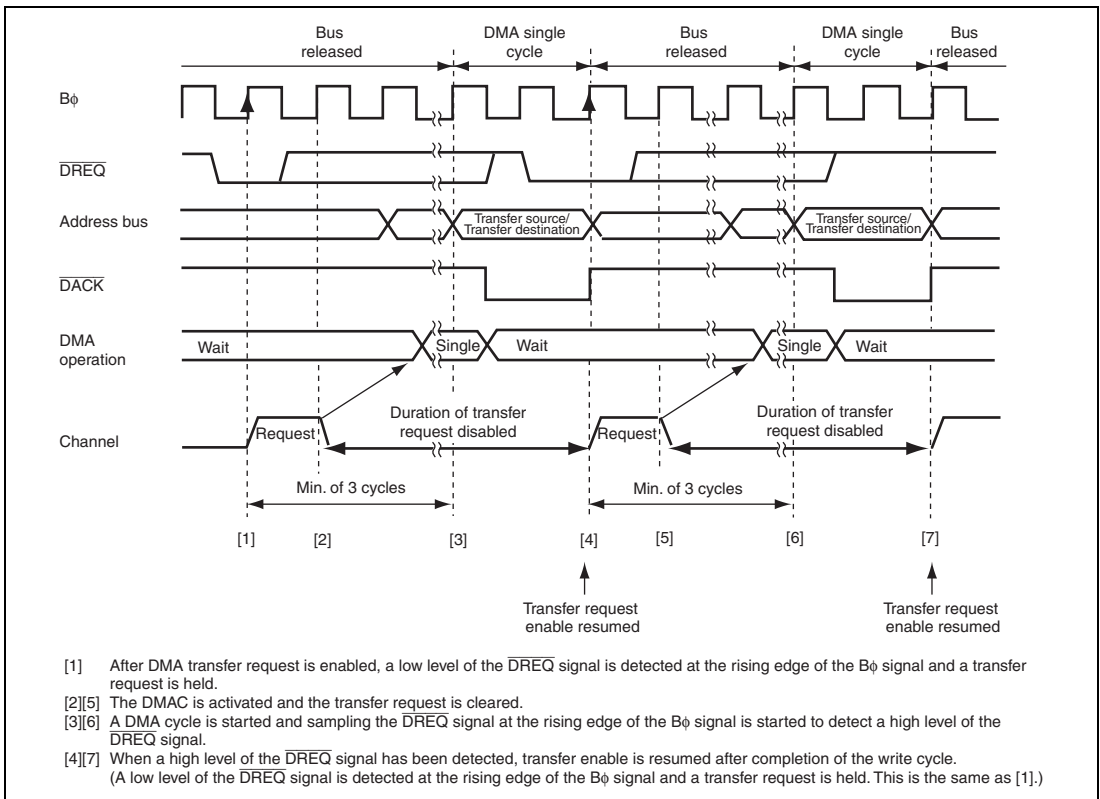 Bus released
DMA single cycle
Bus released
DMA single cycle
Bus released
Bϕ
DREQ
Address bus
Transfer source/
Transfer destination
Transfer source/
Transfer destination
DACK
DMA operation
Wait
Single
Wait
Single
Wait
Channel
Request
Duration of transfer
request disabled
Request
Duration of transfer
request disabled
Min. of 3 cycles
Min. of 3 cycles
[1]
[2]
[3]
[4]
[5]
[6]
[7]
Transfer request
enable resumed
Transfer request
enable resumed
[1] After DMA transfer request is enabled, a low level of the DREQ signal is detected at the rising edge of the Bϕ signal and a transfer
request is held.
[2][5] The DMAC is activated and the transfer request is cleared.
[3][6] A DMA cycle is started and sampling the DREQ signal at the rising edge of the Bϕ signal is started to detect a high level of the
DREQ signal.
[4][7] When a high level of the DREQ signal has been detected, transfer enable is resumed after completion of the write cycle.
(A low level of the DREQ signal is detected at the rising edge of the Bϕ signal and a transfer request is held. This is the same as [1].)